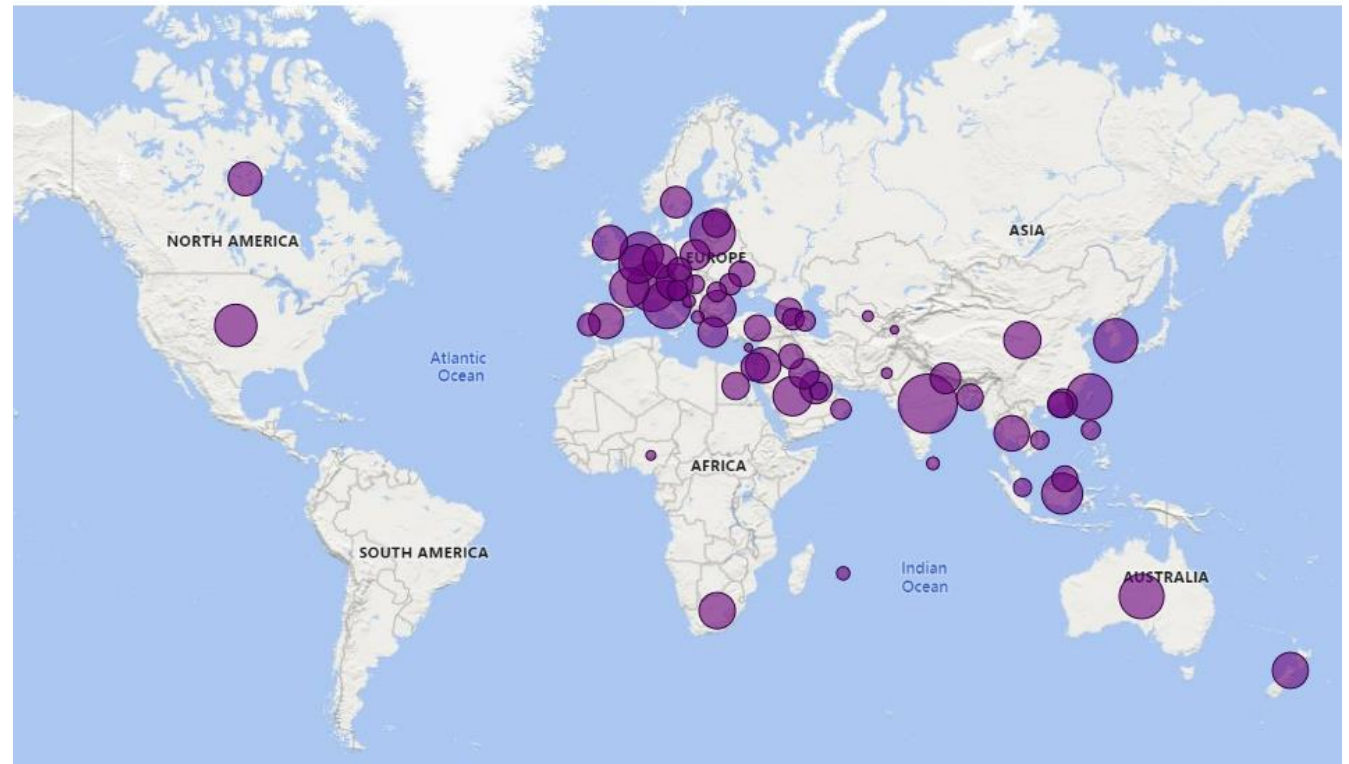 NORTH AMERICA
EUROPE
ASIA
Atlantic
Ocean
AFRICA
SOUTH AMERICA
Indian
Ocean
AUSTRALIA